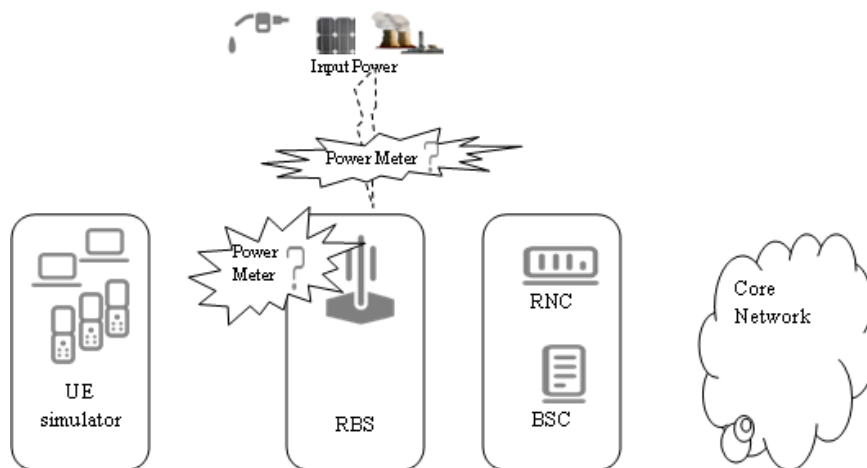 Input Power
Power Meter ?
Power
Meter ?
RNC
Core
Network
UE
simulator
RBS
BSC